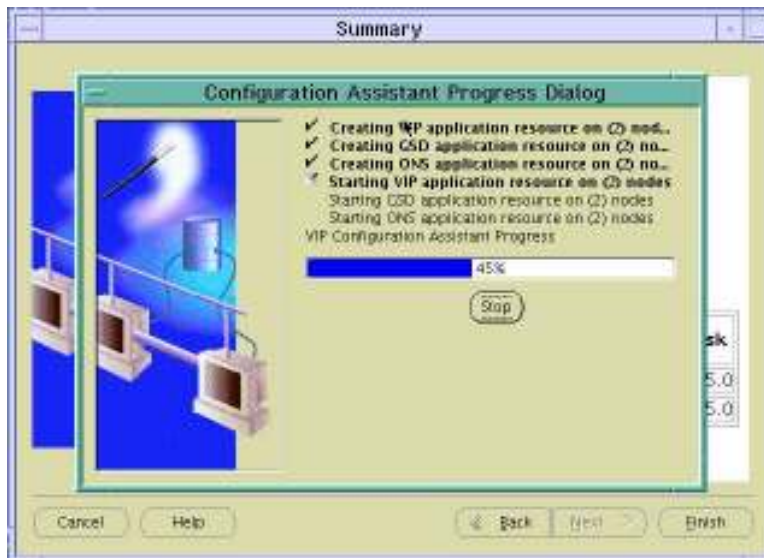 Summary
Configuration Assistant Progress Dialog
Creating VIP application resource on (2) nod...
Creating GSD application resource on (2) no...
Creating ONS application resource on (2) no...
Starting VIP application resource on (2) nodes
Starting GSD application resource on (2) nodes
Starting ONS application resource on (2) nodes
VIP Configuration Assistant Progress
45%
Stop
sk
5.0
5.0
Cancel Help Back Next Finish